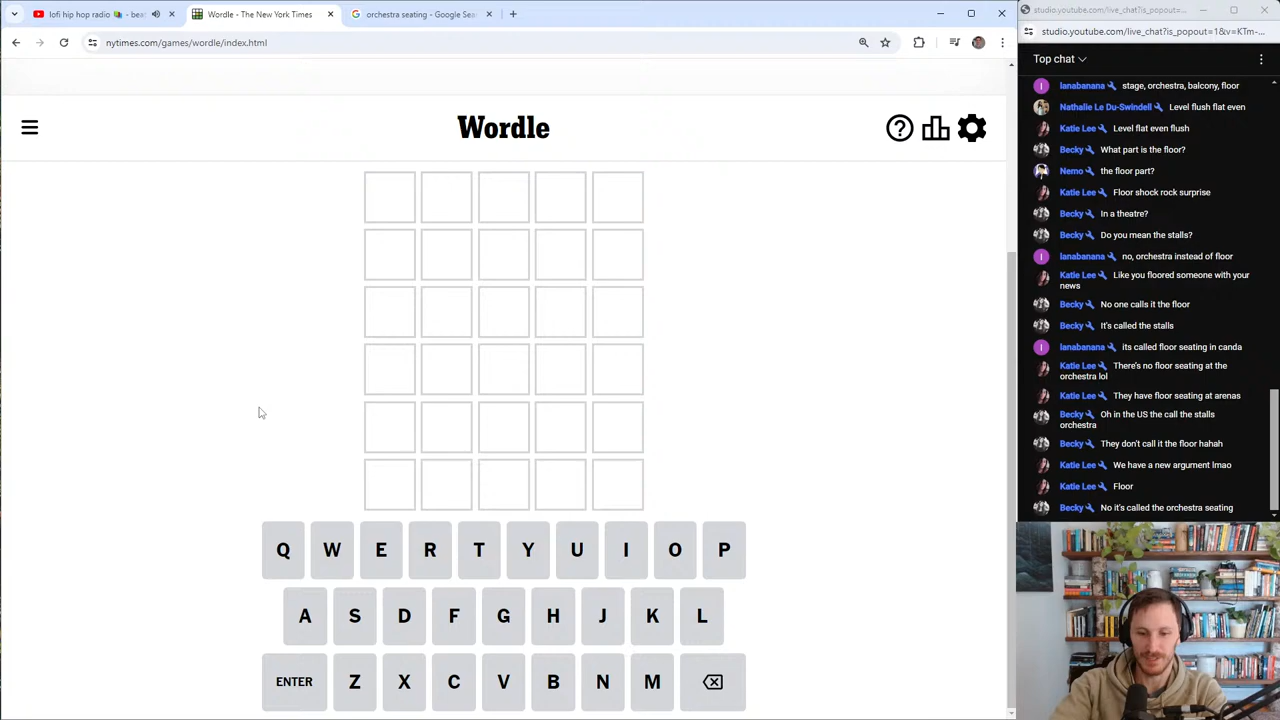 lofi hip hop radio 📚 - bea
Wordle - The New York Times
orchestra seating - Google Sea
nytimes.com/games/wordle/index.html
Wordle
Q W E R T Y U I O P
A S D F G H J K L
ENTER Z X C V B N M
studio.youtube.com/live_chat?is_popout=...
studio.youtube.com/live_chat?is_popout=1&v=KTm-...
Top chat
lanabanana stage, orchestra, balcony, floor
Nathalie Le Du-Swindell Level flush flat even
Katie Lee Level flat even flush
Becky What part is the floor?
Nemo the floor part?
Katie Lee Floor shock rock surprise
Becky In a theatre?
Becky Do you mean the stalls?
lanabanana no, orchestra instead of floor
Katie Lee Like you floored someone with your
news
Becky No one calls it the floor
Becky It's called the stalls
lanabanana its called floor seating in canda
Katie Lee There's no floor seating at the
orchestra lol
Katie Lee They have floor seating at arenas
Becky Oh in the US the call the stalls
orchestra
Becky They don't call it the floor hahah
Katie Lee We have a new argument lmao
Katie Lee Floor
Becky No it's called the orchestra seating